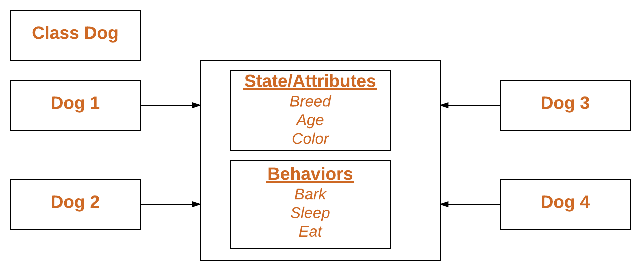 Class Dog
Dog 1
Dog 2
State/Attributes
Breed
Age
Color
Behaviors
Bark
Sleep
Eat
Dog 3
Dog 4